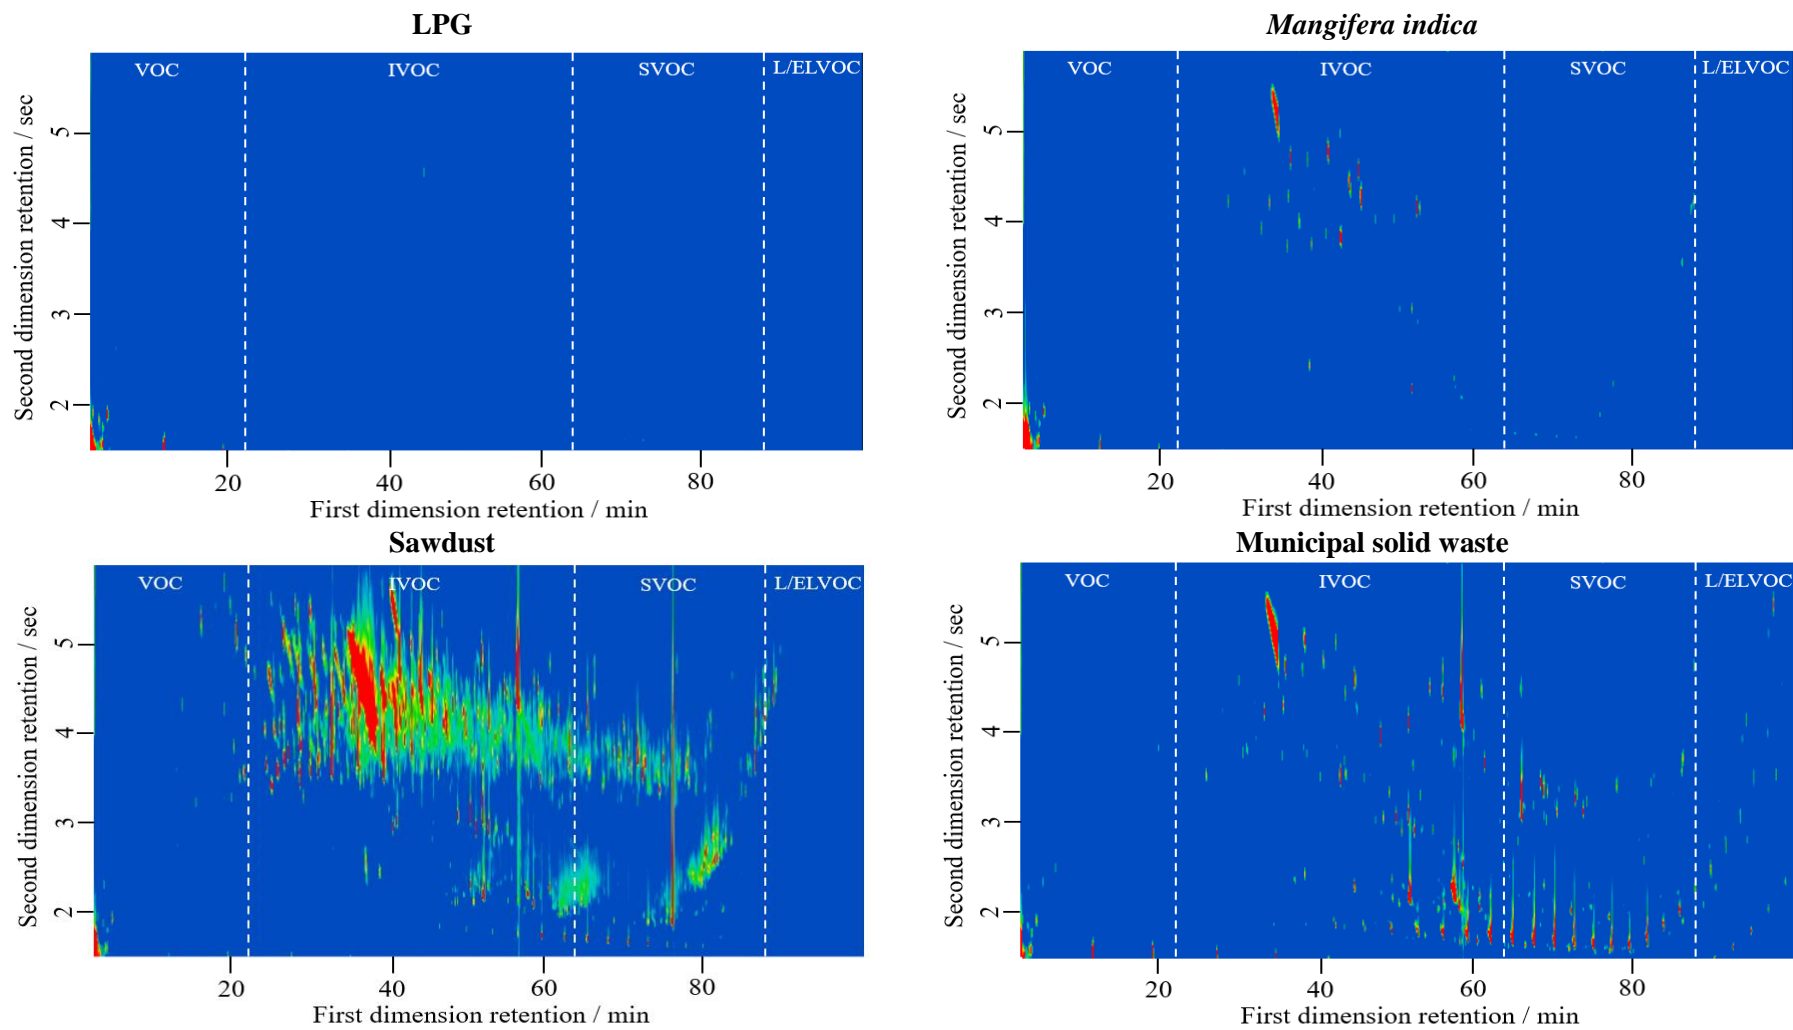 LPG
VOC IVOC SVOC L/ELVOC
Second dimension retention / sec
5
4
3
2
20 40 60 80
First dimension retention / min
Mangifera indica
VOC IVOC SVOC L/ELVOC
Second dimension retention / sec
5
4
3
2
20 40 60 80
First dimension retention / min
Sawdust
VOC IVOC SVOC L/ELVOC
Second dimension retention / sec
5
4
3
2
20 40 60 80
First dimension retention / min
Municipal solid waste
VOC IVOC SVOC L/ELVOC
Second dimension retention / sec
5
4
3
2
20 40 60 80
First dimension retention / min